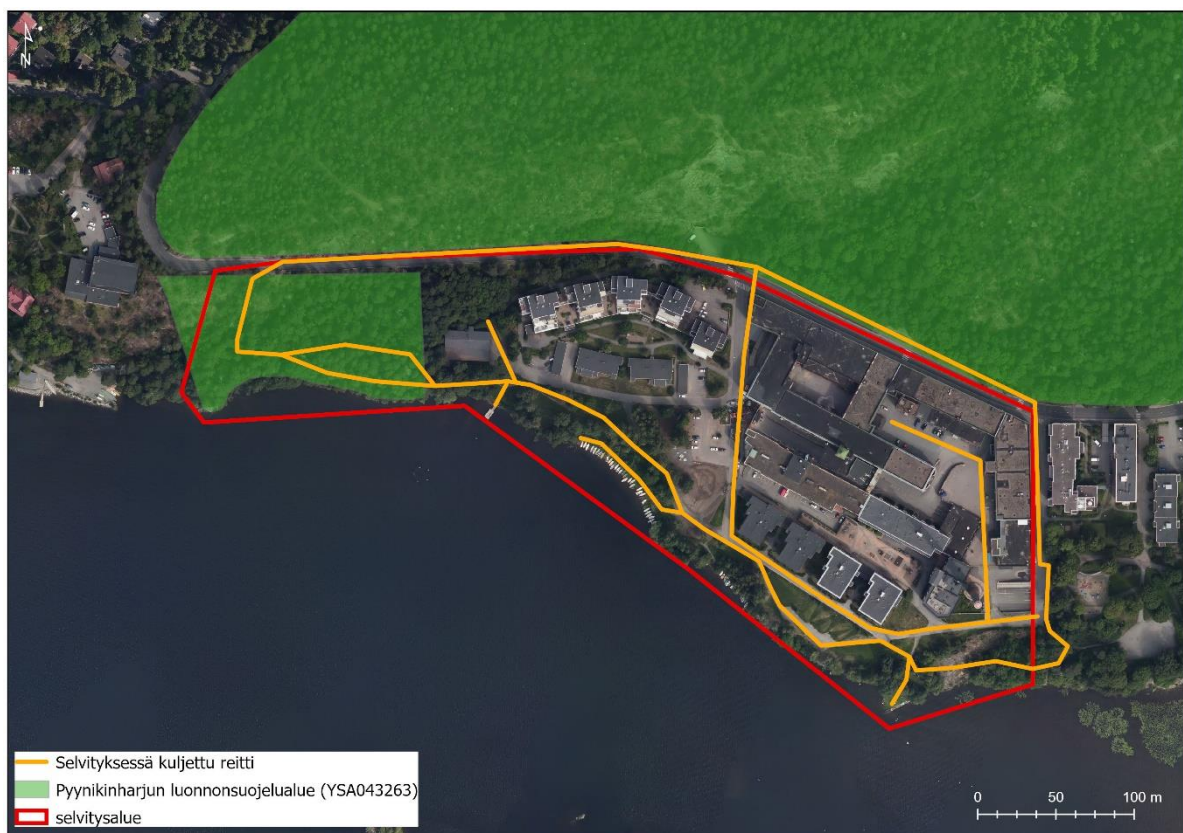 N
Selvityksessä kuljettu reitti
Pyynikinharjun luonnonsuojelualue (YSA043263)
selvitysalue
0 50 100 m